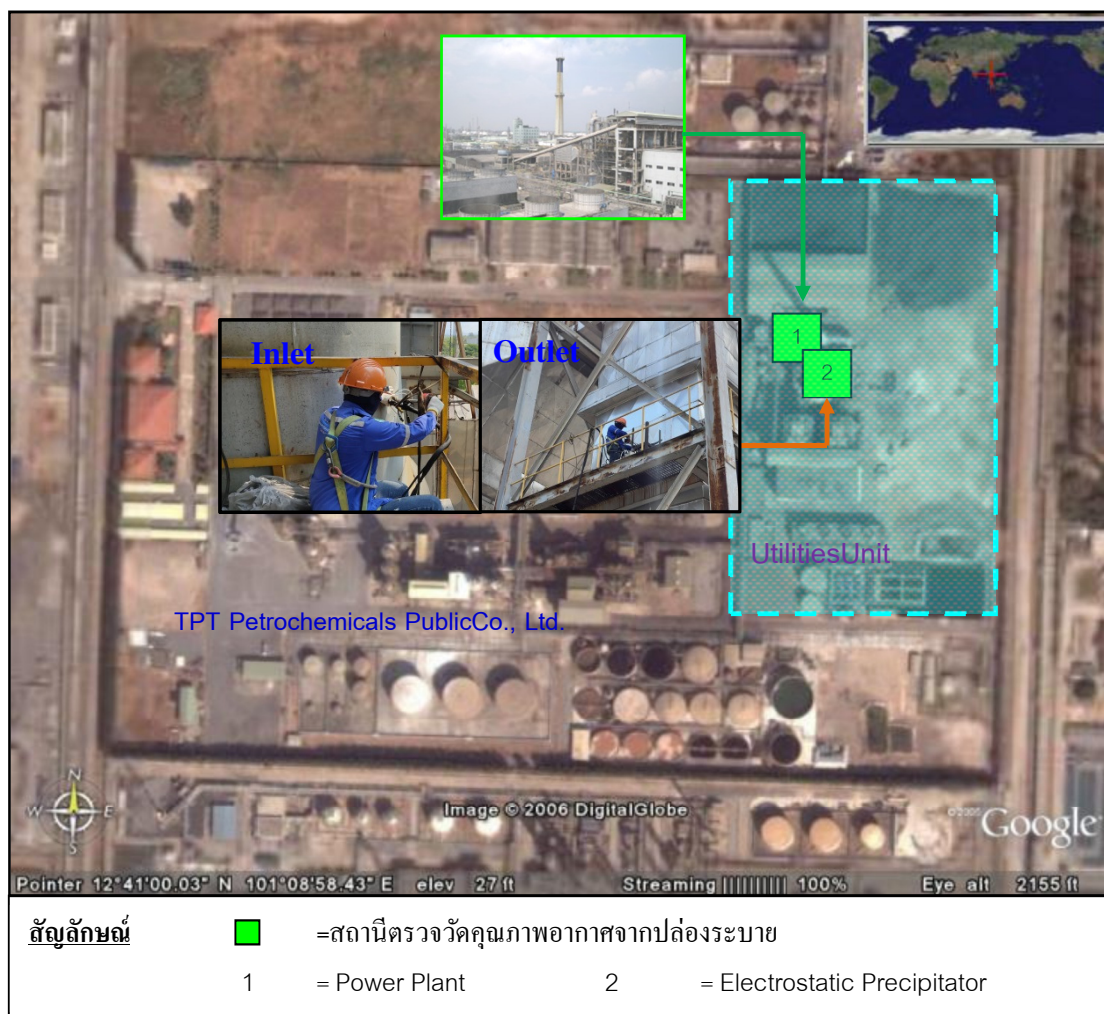 1
Inlet
Outlet
2
UtilitiesUnit
TPT Petrochemicals PublicCo., Ltd.
N
W
E
S
Image © 2006 DigitalGlobe
©2005 Google
Pointer 12°41'00.03" N 101°08'58.43" E elev 27 ft Streaming |||||||||| 100% Eye alt 2155 ft
สัญลักษณ์ =สถานีตรวจวัดคุณภาพอากาศจากปล่องระบาย
1 = Power Plant 2 = Electrostatic Precipitator